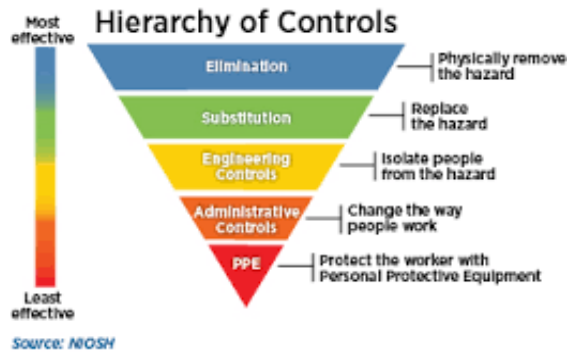 Most
effective
Hierarchy of Controls
Elimination
Physically remove
the hazard
Substitution
Replace
the hazard
Engineering
Controls
Isolate people
from the hazard
Administrative
Controls
Change the way
people work
PPE
Protect the worker with
Personal Protective Equipment
Least
effective
Source: NIOSH